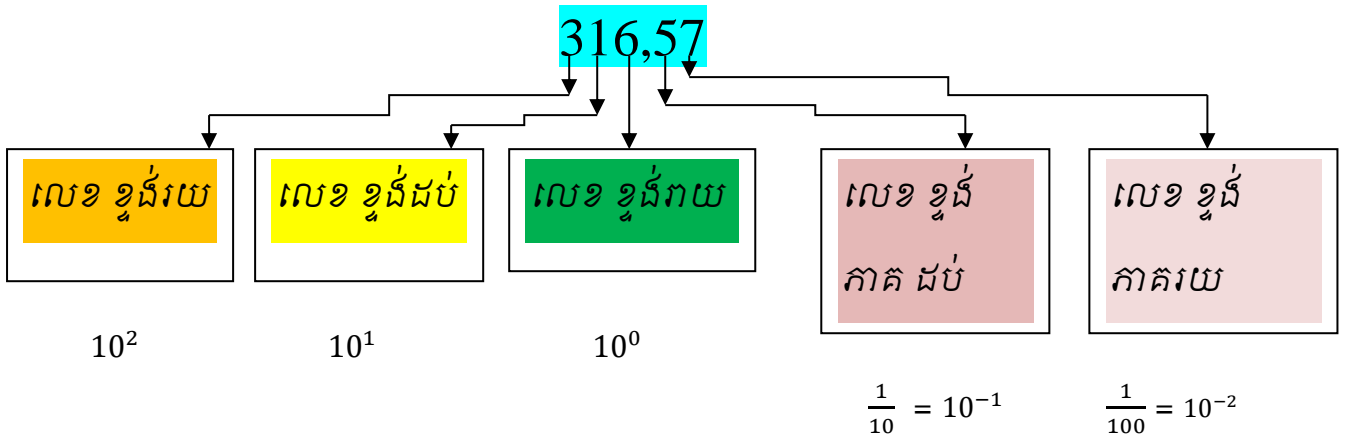 316,57
លេខ ខ្ទង់រយ
លេខ ខ្ទង់ដប់
លេខ ខ្ទង់រាយ
លេខ ខ្ទង់
ភាគ ដប់
លេខ ខ្ទង់
ភាគរយ
10²
10¹
10⁰
1/10 = 10⁻¹
1/100 = 10⁻²